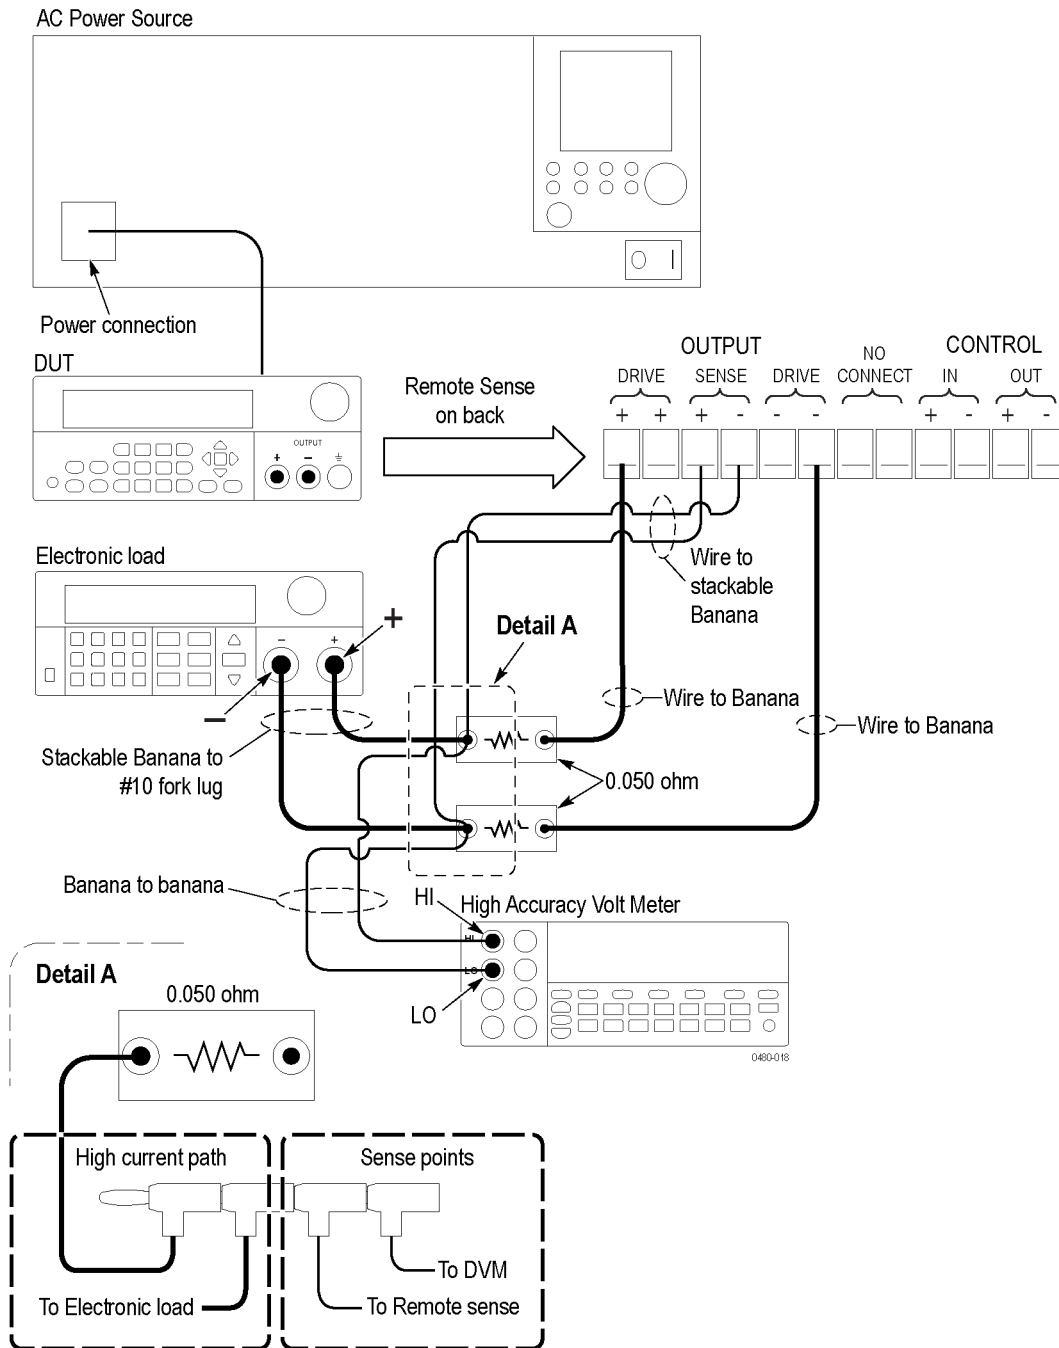 AC Power Source
Power connection
DUT
OUTPUT
+ -
Remote Sense
on back
OUTPUT
NO
CONNECT
CONTROL
DRIVE SENSE DRIVE IN OUT
+ + + - - - + - + -
Electronic load
- +
+
-
Stackable Banana to
#10 fork lug
Wire to
stackable
Banana
Detail A
Wire to Banana
Wire to Banana
0.050 ohm
Banana to banana
HI
High Accuracy Volt Meter
HI
LO
LO
0480-018
Detail A
0.050 ohm
High current path
Sense points
To DVM
To Electronic load
To Remote sense